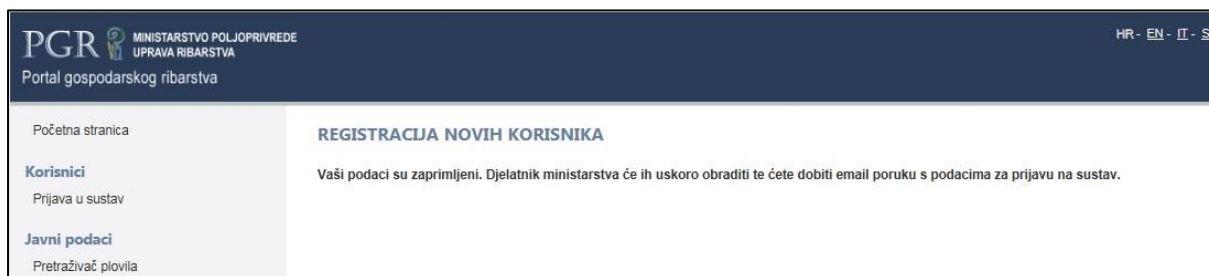 PGR MINISTARSTVO POLJOPRIVREDE
UPRAVA RIBARSTVA
Portal gospodarskog ribarstva
HR - EN - IT - S
Početna stranica
Korisnici
Prijava u sustav
Javni podaci
Pretraživač plovila
REGISTRACIJA NOVIH KORISNIKA
Vaši podaci su zaprimljeni. Djelatnik ministarstva će ih uskoro obraditi te ćete dobiti email poruku s podacima za prijavu na sustav.